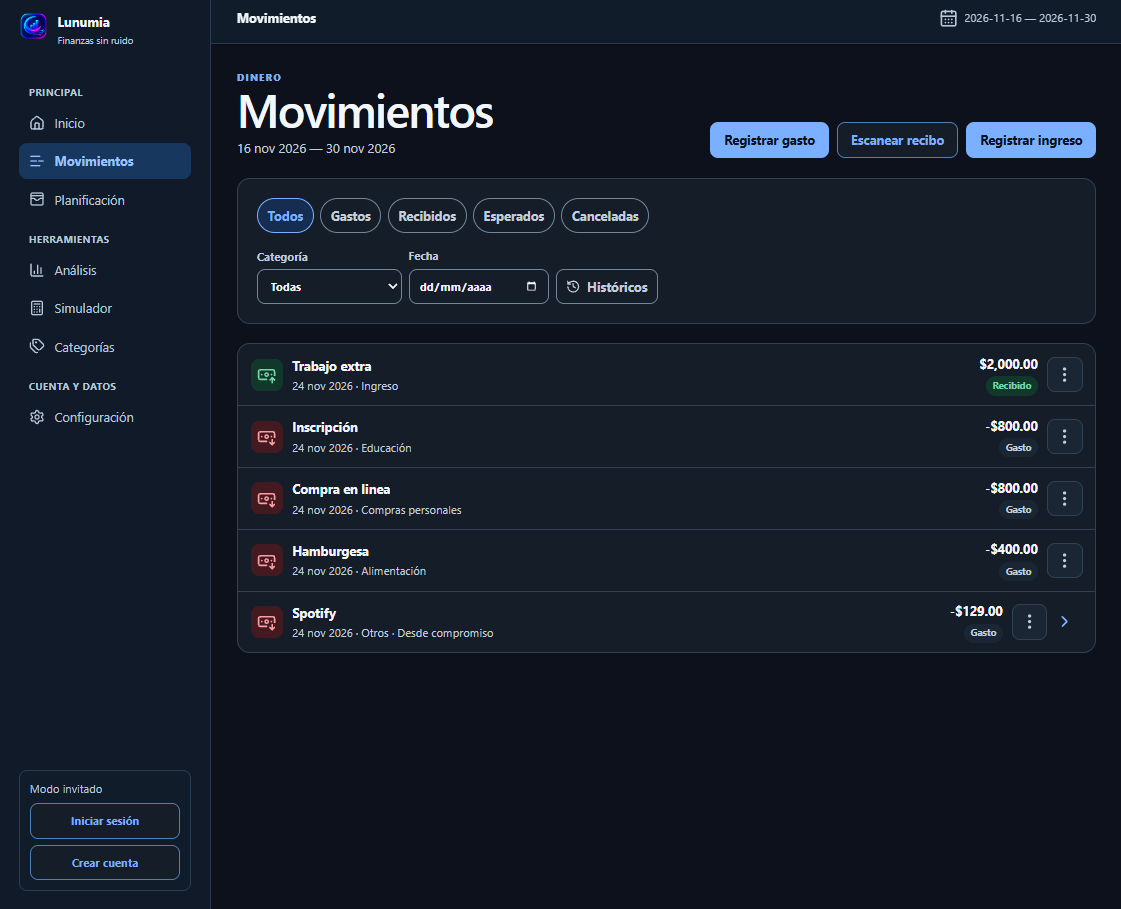 Lunumia
Finanzas sin ruido
PRINCIPAL
Inicio
Movimientos
Planificación
HERRAMIENTAS
Análisis
Simulador
Categorías
CUENTA Y DATOS
Configuración
Modo invitado
Iniciar sesión
Crear cuenta
Movimientos
2026-11-16 — 2026-11-30
DINERO
Movimientos
16 nov 2026 — 30 nov 2026
Registrar gasto
Escanear recibo
Registrar ingreso
Todos
Gastos
Recibidos
Esperados
Canceladas
Categoría
Fecha
Todas
dd/mm/aaaa
Históricos
Trabajo extra
24 nov 2026 · Ingreso
$2,000.00
Recibido
Inscripción
24 nov 2026 · Educación
-$800.00
Gasto
Compra en linea
24 nov 2026 · Compras personales
-$800.00
Gasto
Hamburgesa
24 nov 2026 · Alimentación
-$400.00
Gasto
Spotify
24 nov 2026 · Otros · Desde compromiso
-$129.00
Gasto